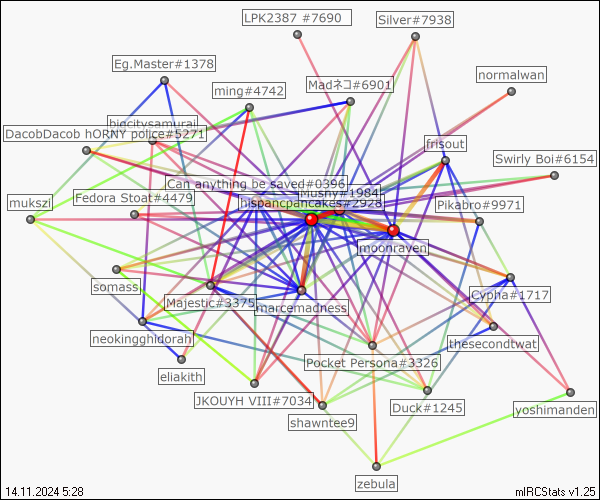 LPK2387 #7690
Silver#7938
Eg.Master#1378
normalwan
Madネコ#6901
ming#4742
bigcitysamurai
DacobDacob hORNY police#5271
frisout
Swirly Boi#6154
Can anything be saved#0396
Mushy#1984
Fedora Stoat#4479
hispancpancakes#2928
mukszi
Pikabro#9971
moonraven
somass
Cypha#1717
Majestic#3375
marcemadness
neokingghidorah
thesecondtwat
Pocket Persona#3326
eliakith
JKOUYH VIII#7034
Duck#1245
yoshimanden
shawntee9
zebula
14.11.2024 5:28
mIRCStats v1.25